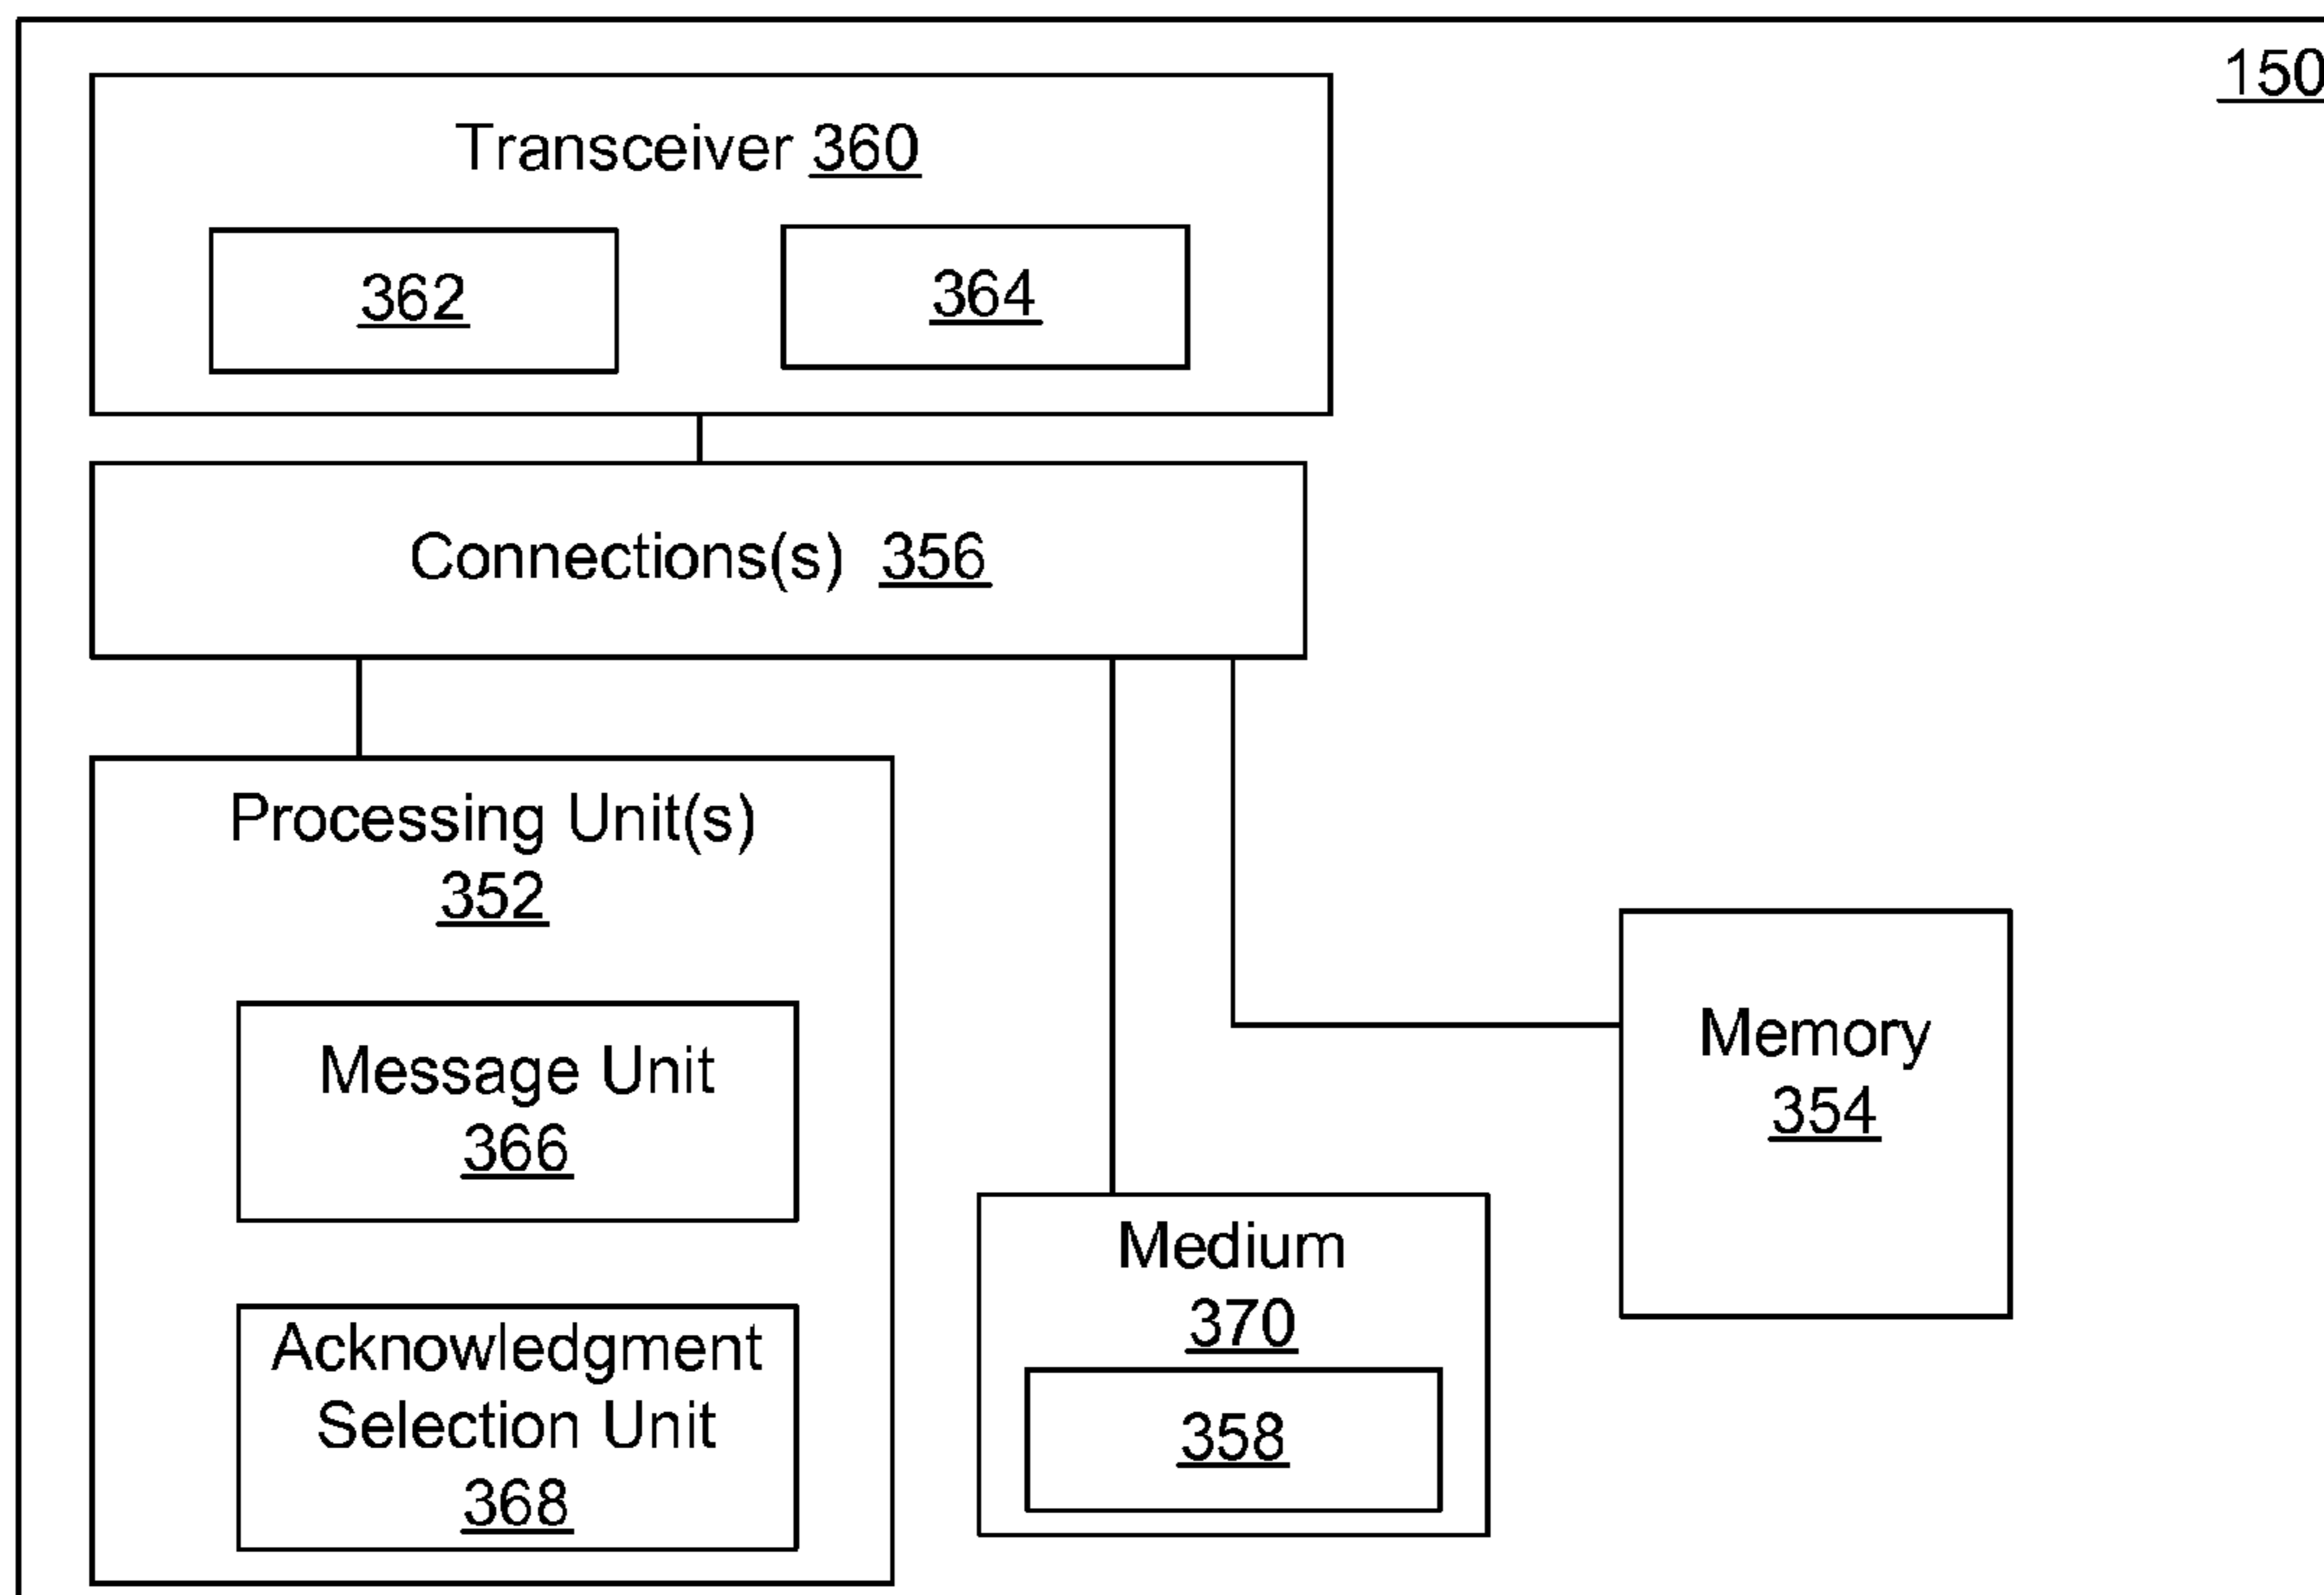 150
Transceiver 360
362
364
Connections(s) 356
Processing Unit(s)
352
Message Unit
366
Acknowledgment
Selection Unit
368
Medium
370
358
Memory
354